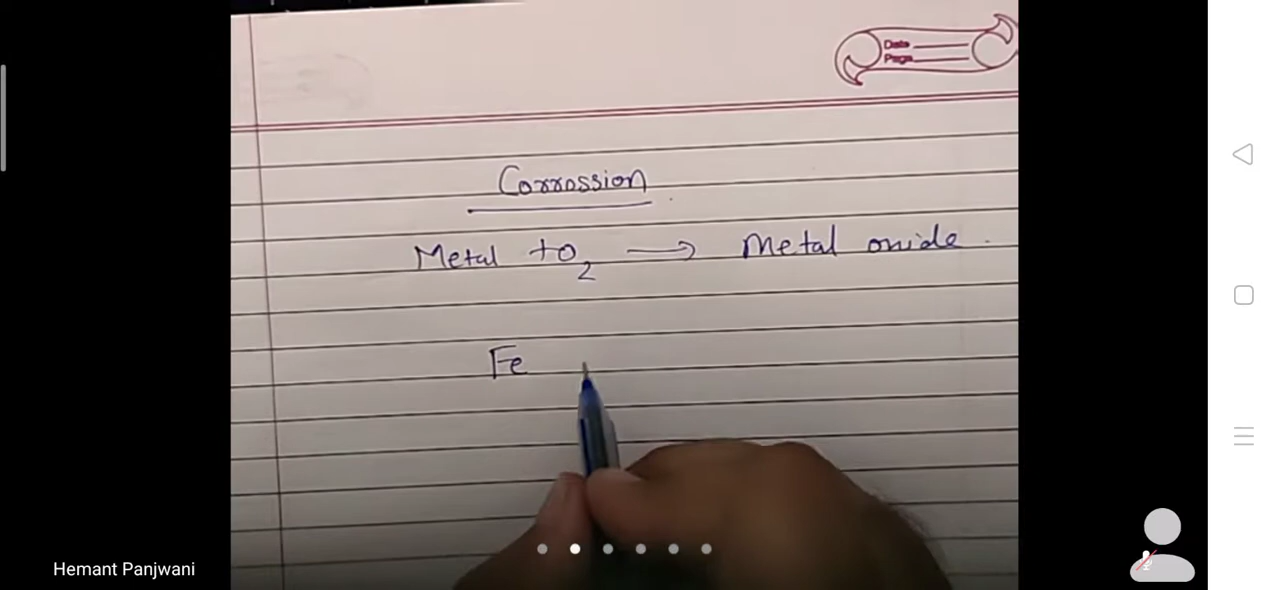 Date
Page
Corrossion
Metal + O2 → Metal oxide.
Fe
Hemant Panjwani